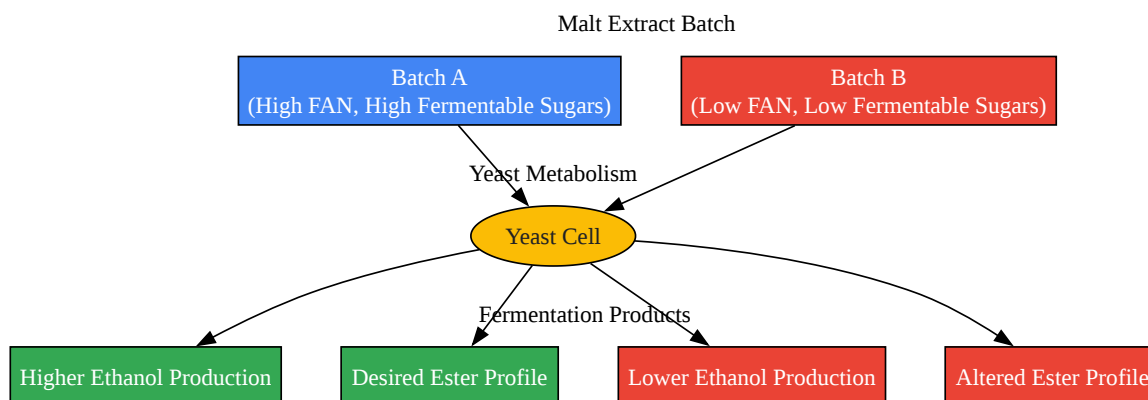 Malt Extract Batch
Batch A
(High FAN, High Fermentable Sugars)
Batch B
(Low FAN, Low Fermentable Sugars)
Yeast Metabolism
Yeast Cell
Fermentation Products
Higher Ethanol Production
Desired Ester Profile
Lower Ethanol Production
Altered Ester Profile